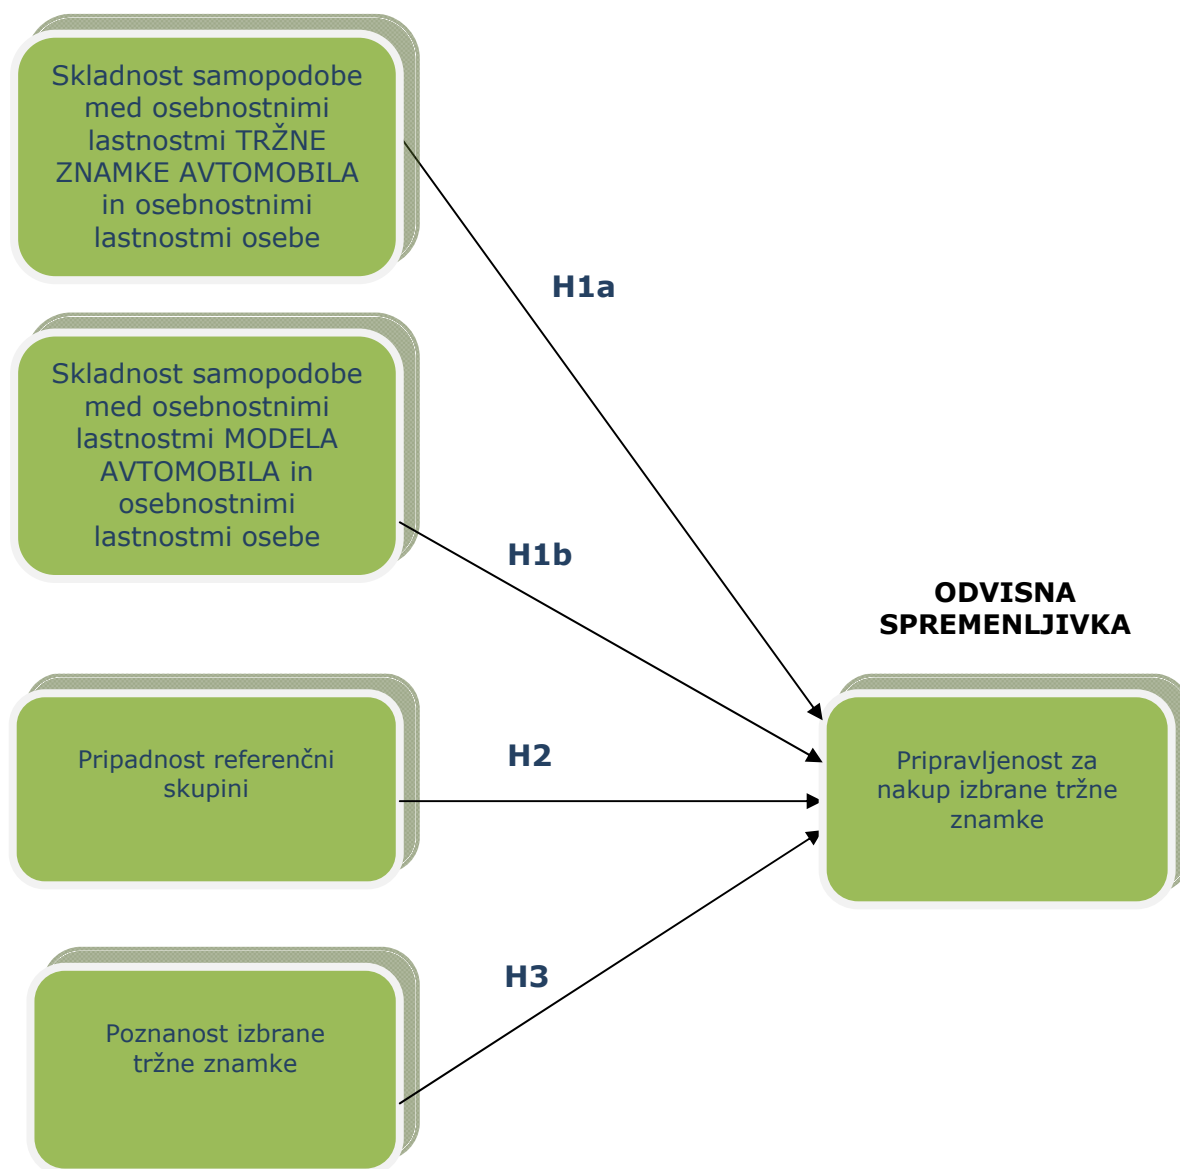 Skladnost samopodobe
med osebnostnimi
lastnostmi TRŽNE
ZNAMKE AVTOMOBILA
in osebnostnimi
lastnostmi osebe
H1a
Skladnost samopodobe
med osebnostnimi
lastnostmi MODELA
AVTOMOBILA in
osebnostnimi
lastnostmi osebe
H1b
ODVISNA
SPREMENLJIVKA
Pripadnost referenčni
skupini
H2
Pripravljenost za
nakup izbrane tržne
znamke
H3
Poznanost izbrane
tržne znamke